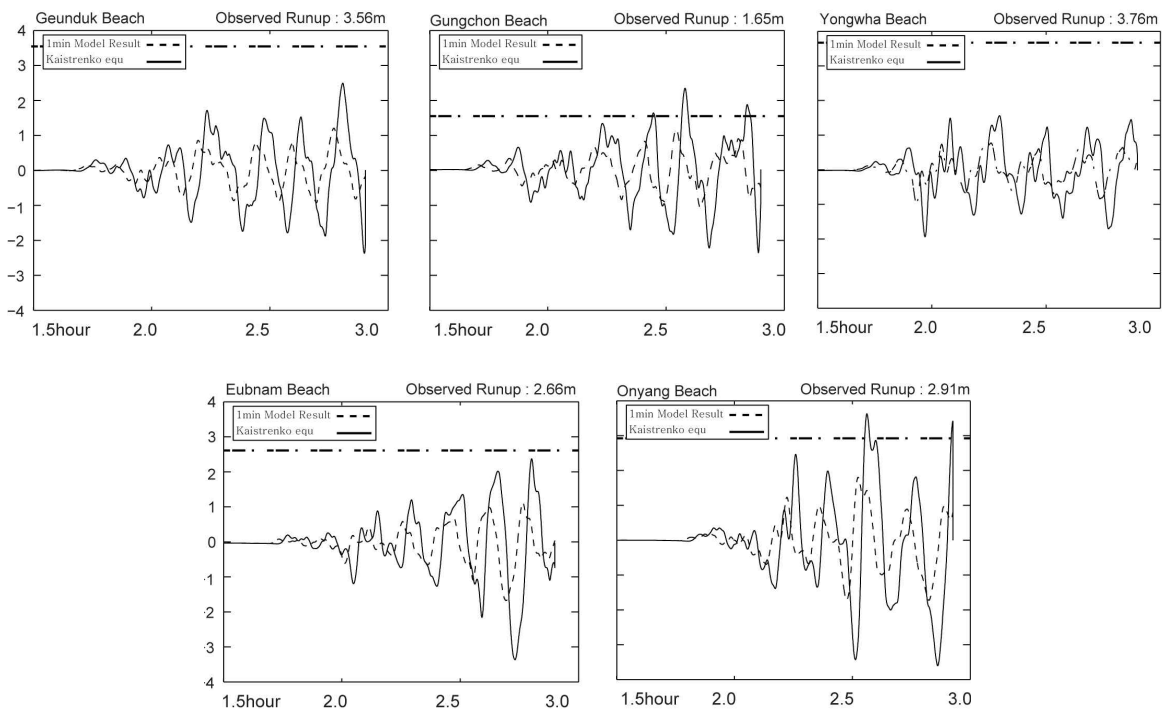 Geunduk Beach Observed Runup : 3.56m
1min Model Result
Kaistrenko equ
4
3
2
1
0
−1
−2
−3
−4
1.5hour 2.0 2.5 3.0
Gungchon Beach Observed Runup : 1.65m
1min Model Result
Kaistrenko equ
1.5hour 2.0 2.5 3.0
Yongwha Beach Observed Runup : 3.76m
1min Model Result
Kaistrenko equ
1.5hour 2.0 2.5 3.0
Eubnam Beach Observed Runup : 2.66m
1min Model Result
Kaistrenko equ
4
3
2
1
0
-1
-2
-3
-4
1.5hour 2.0 2.5 3.0
Onyang Beach Observed Runup : 2.91m
1min Model Result
Kaistrenko equ
1.5hour 2.0 2.5 3.0